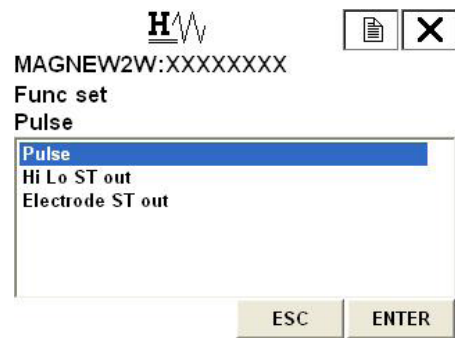 H
MAGNEW2W:XXXXXXXX
Func set
Pulse
Pulse
Hi Lo ST out
Electrode ST out
ESC ENTER